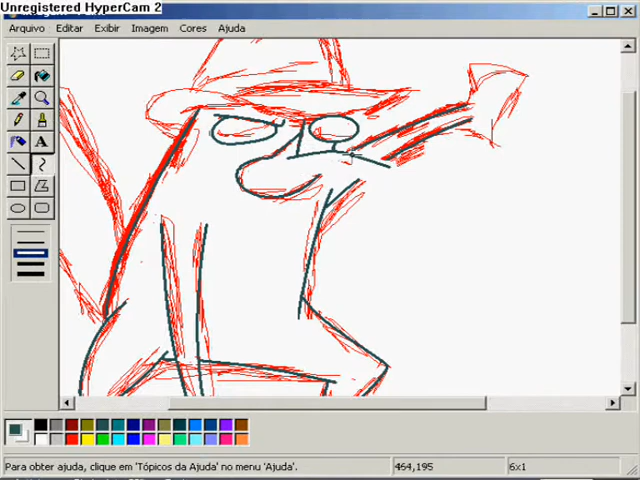 Unregistered HyperCam 2
Arquivo Editar Exibir Imagem Cores Ajuda
A
Para obter ajuda, clique em 'Tópicos da Ajuda' no menu 'Ajuda'. 464,195 6x1